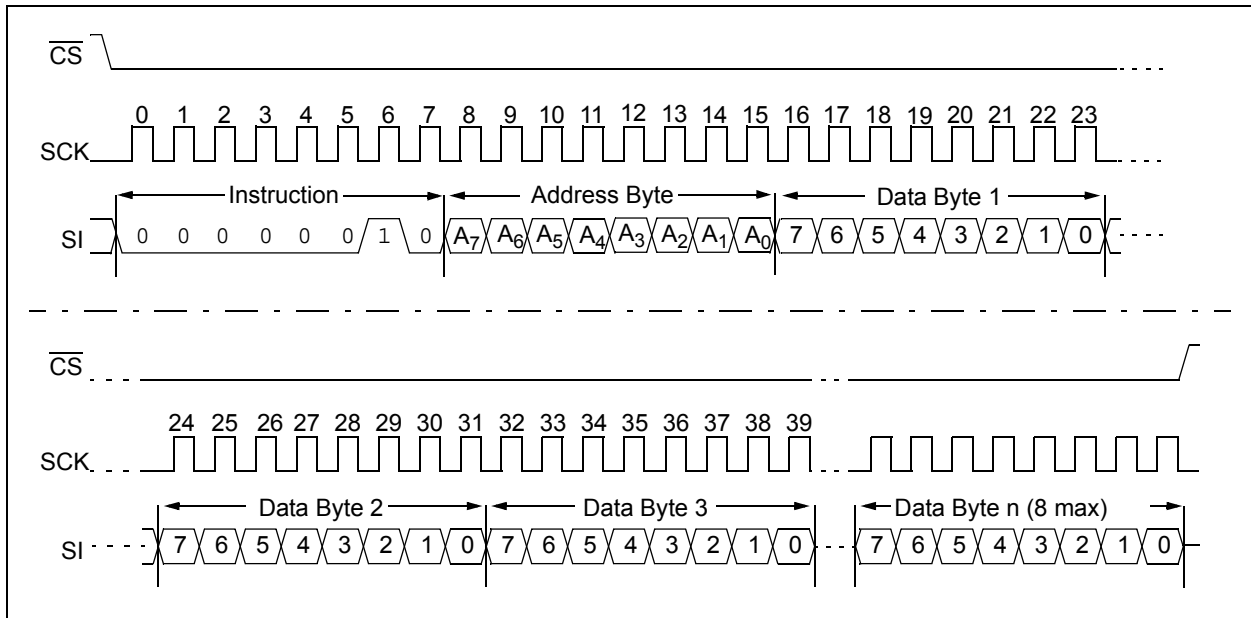 CS
0 1 2 3 4 5 6 7 8 9 10 11 12 13 14 15 16 17 18 19 20 21 22 23
SCK
Instruction Address Byte Data Byte 1
SI 0 0 0 0 0 0 1 0 A7 A6 A5 A4 A3 A2 A1 A0 7 6 5 4 3 2 1 0
CS
24 25 26 27 28 29 30 31 32 33 34 35 36 37 38 39
SCK
Data Byte 2 Data Byte 3 Data Byte n (8 max)
SI 7 6 5 4 3 2 1 0 7 6 5 4 3 2 1 0 7 6 5 4 3 2 1 0